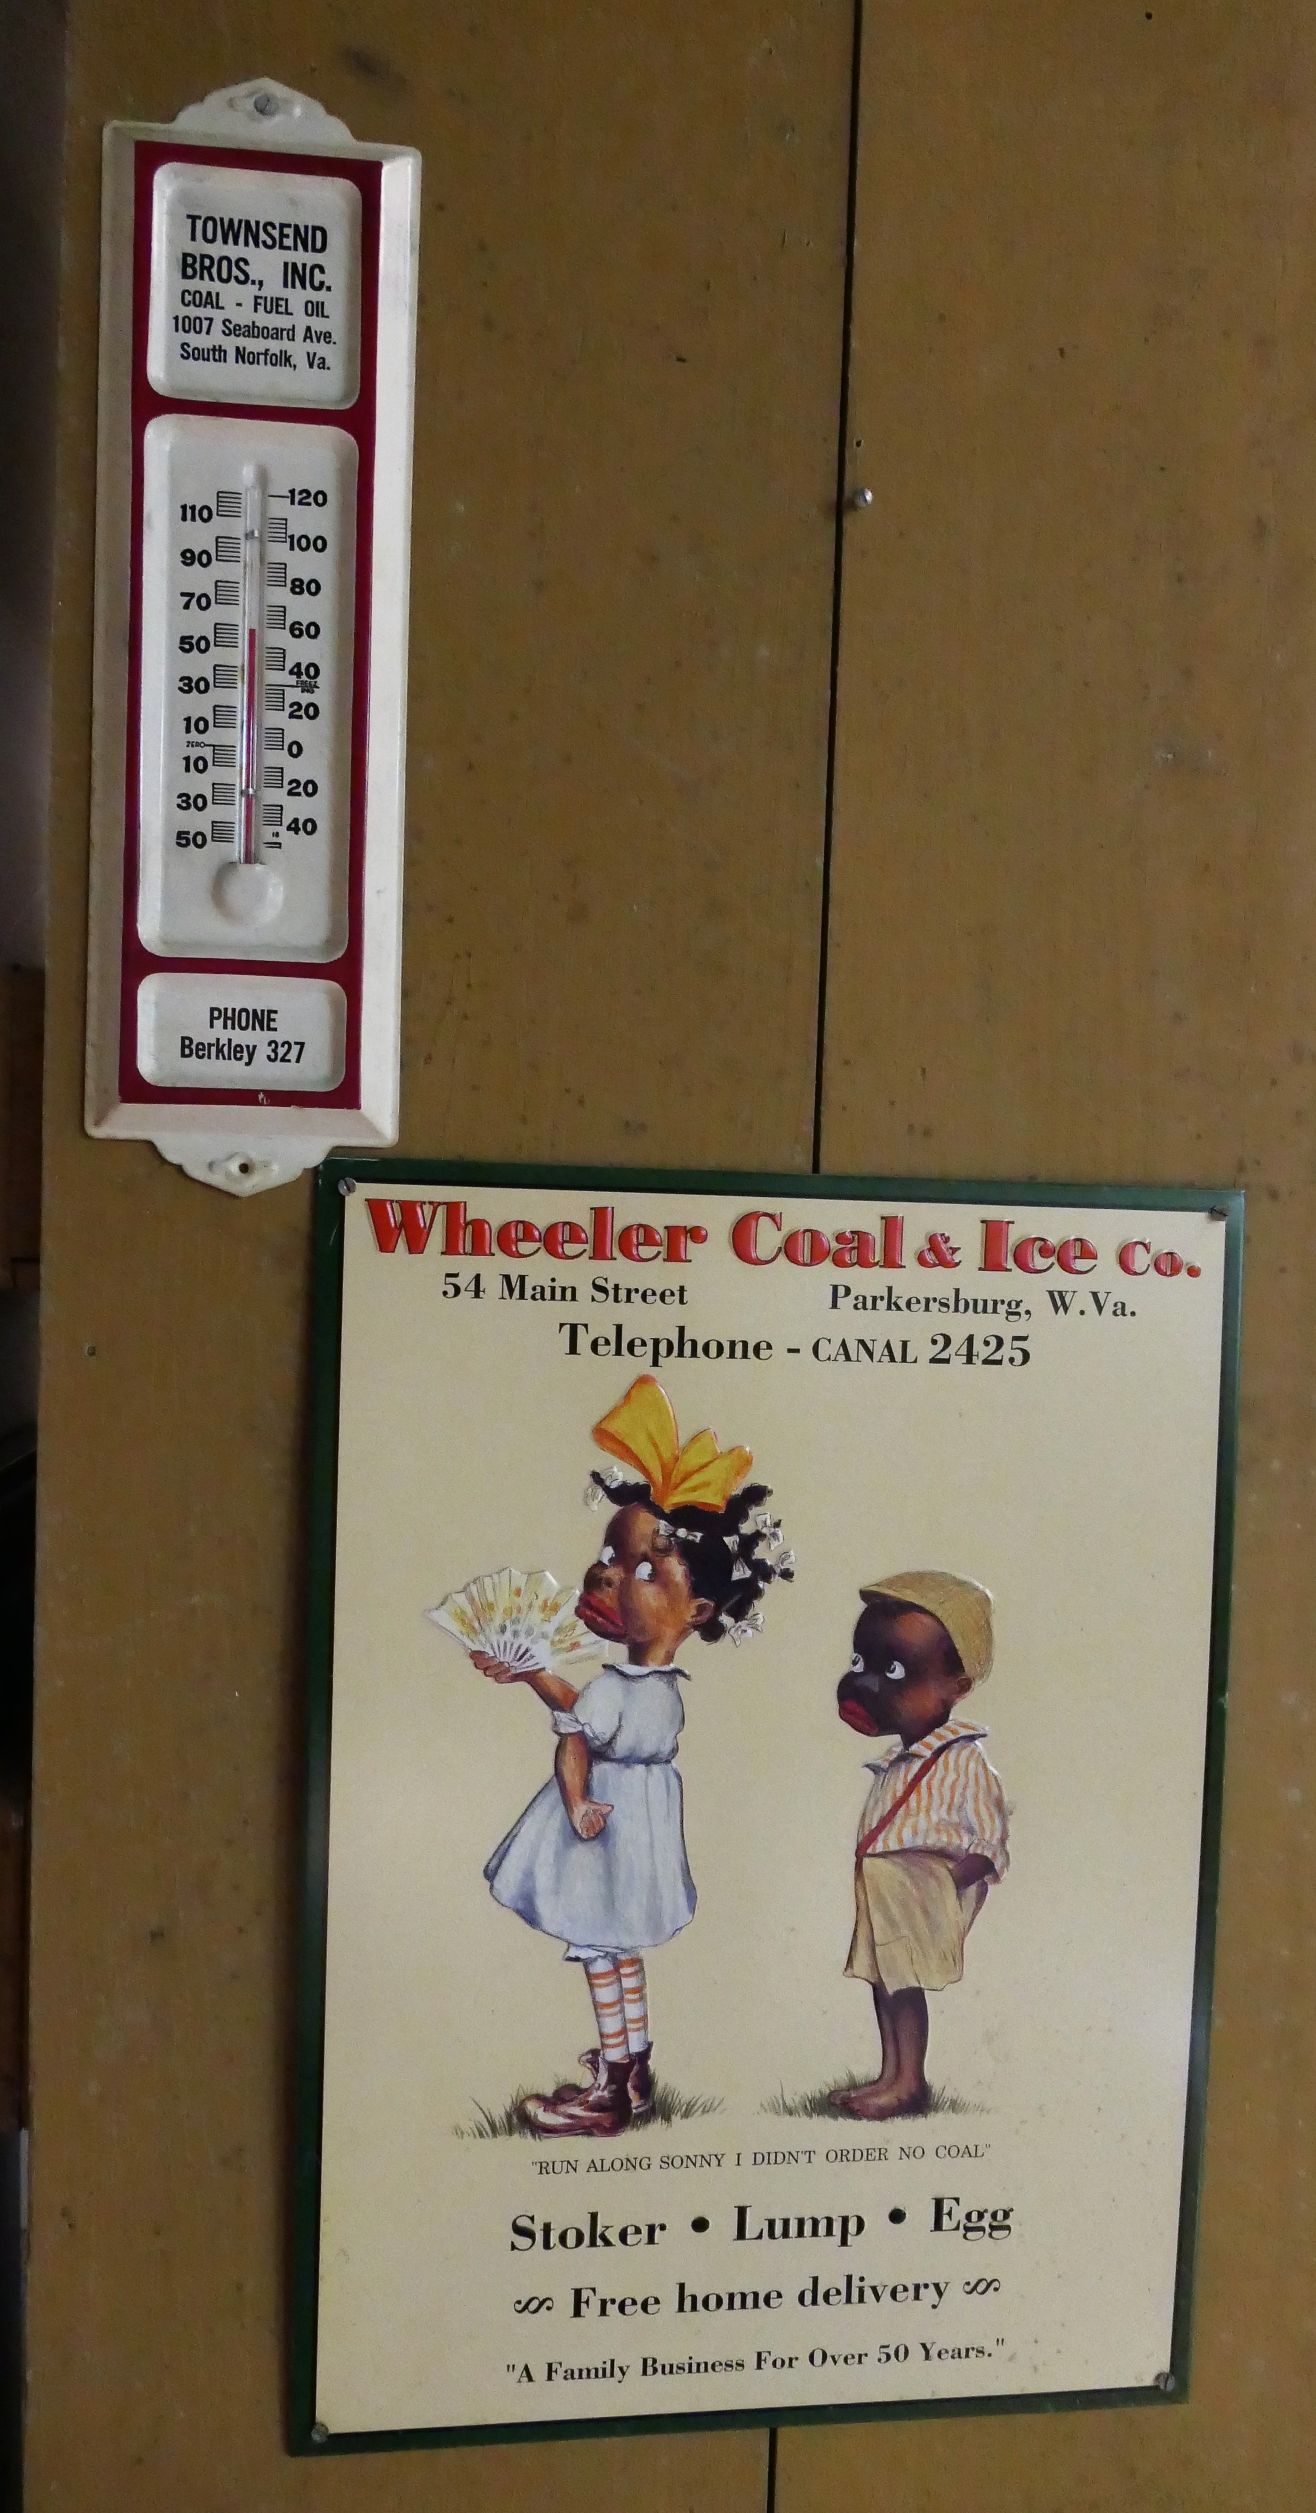 TOWNSEND
BROS., INC.
COAL - FUEL OIL
1007 Seaboard Ave.
South Norfolk, Va.
120
110
100
90
80
70
60
50
40
30
FREEZ
ING
20
10
ZERO
0
10
20
30
40
50
PHONE
Berkley 327
Wheeler Coal & Ice Co.
54 Main Street Parkersburg, W.Va.
Telephone - CANAL 2425
"RUN ALONG SONNY I DIDN'T ORDER NO COAL"
Stoker • Lump • Egg
Free home delivery
"A Family Business For Over 50 Years."